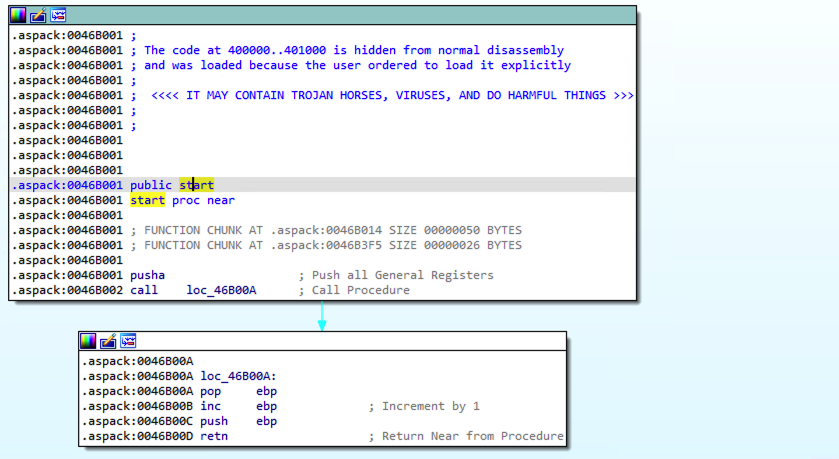 .aspack:0046B001 ;
.aspack:0046B001 ; The code at 400000..401000 is hidden from normal disassembly
.aspack:0046B001 ; and was loaded because the user ordered to load it explicitly
.aspack:0046B001 ;
.aspack:0046B001 ;  <<<< IT MAY CONTAIN TROJAN HORSES, VIRUSES, AND DO HARMFUL THINGS >>>
.aspack:0046B001 ;
.aspack:0046B001 ;
.aspack:0046B001
.aspack:0046B001
.aspack:0046B001
.aspack:0046B001 public start
.aspack:0046B001 start proc near
.aspack:0046B001
.aspack:0046B001 ; FUNCTION CHUNK AT .aspack:0046B014 SIZE 00000050 BYTES
.aspack:0046B001 ; FUNCTION CHUNK AT .aspack:0046B3F5 SIZE 00000026 BYTES
.aspack:0046B001
.aspack:0046B001 pusha ; Push all General Registers
.aspack:0046B002 call loc_46B00A ; Call Procedure
.aspack:0046B00A
.aspack:0046B00A loc_46B00A:
.aspack:0046B00A pop ebp
.aspack:0046B00B inc ebp ; Increment by 1
.aspack:0046B00C push ebp
.aspack:0046B00D retn ; Return Near from Procedure